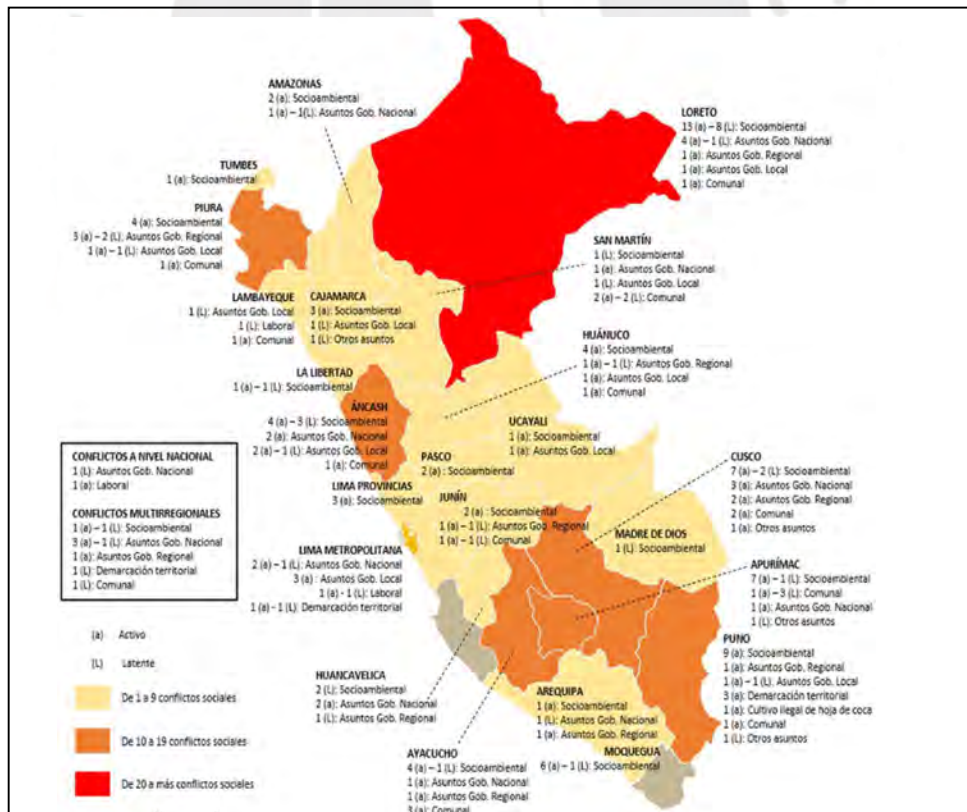 AMAZONAS
2 (a): Socioambiental
1 (a) – 1(L): Asuntos Gob. Nacional
LORETO
13 (a) – 8 (L): Socioambiental
4 (a) – 1 (L): Asuntos Gob. Nacional
1 (a): Asuntos Gob. Regional
1 (a): Asuntos Gob. Local
1 (a): Comunal
TUMBES
1 (a): Socioambiental
PIURA
4 (a): Socioambiental
3 (a) – 2 (L): Asuntos Gob. Regional
1 (a) – 1 (L): Asuntos Gob. Local
1 (a): Comunal
SAN MARTÍN
1 (L): Socioambiental
1 (a): Asuntos Gob. Nacional
1 (L): Asuntos Gob. Local
2 (a) – 2 (L): Comunal
LAMBAYEQUE
1 (L): Asuntos Gob. Local
1 (L): Laboral
1 (a): Comunal
CAJAMARCA
3 (a): Socioambiental
1 (L): Asuntos Gob. Local
1 (L): Otros asuntos
HUÁNUCO
4 (a): Socioambiental
1 (a) – 1 (L): Asuntos Gob. Regional
1 (a): Asuntos Gob. Local
1 (a): Comunal
LA LIBERTAD
1 (a) – 1 (L): Socioambiental
ÁNCASH
4 (a) – 3 (L): Socioambiental
2 (a): Asuntos Gob. Nacional
2 (a) – 1 (L): Asuntos Gob. Local
1 (a): Comunal
UCAYALI
1 (a): Socioambiental
1 (a): Asuntos Gob. Local
PASCO
2 (a) : Socioambiental
CONFLICTOS A NIVEL NACIONAL
1 (L): Asuntos Gob. Nacional
1 (a): Laboral
CONFLICTOS MULTIRREGIONALES
1 (a) – 1 (L): Socioambiental
3 (a) – 1 (L): Asuntos Gob. Nacional
1 (a): Asuntos Gob. Regional
1 (L): Demarcación territorial
1 (L): Comunal
LIMA PROVINCIAS
3 (a): Socioambiental
JUNÍN
2 (a) : Socioambiental
1 (a) – 1 (L): Asuntos Gob. Regional
1 (a) – 1 (L): Comunal
CUSCO
7 (a) – 2 (L): Socioambiental
3 (a): Asuntos Gob. Nacional
2 (a): Asuntos Gob. Regional
2 (a): Comunal
1 (a): Otros asuntos
MADRE DE DIOS
1 (L): Socioambiental
LIMA METROPOLITANA
2 (a) – 1 (L): Asuntos Gob. Nacional
3 (a) : Asuntos Gob. Local
1 (a) - 1 (L): Laboral
1 (a) - 1 (L): Demarcación territorial
APURÍMAC
7 (a) – 1 (L): Socioambiental
1 (a) – 3 (L): Comunal
1 (a): Asuntos Gob. Nacional
1 (L): Otros asuntos
PUNO
9 (a): Socioambiental
1 (a): Asuntos Gob. Regional
1 (a) – 1 (L): Asuntos Gob. Local
3 (a): Demarcación territorial
1 (a): Cultivo ilegal de hoja de coca
1 (a): Comunal
1 (L): Otros asuntos
(a) Activo
(L) Latente
De 1 a 9 conflictos sociales
De 10 a 19 conflictos sociales
De 20 a más conflictos sociales
HUANCAVELICA
2 (L): Socioambiental
2 (a): Asuntos Gob. Nacional
1 (L): Asuntos Gob. Regional
AREQUIPA
1 (a): Socioambiental
1 (L): Asuntos Gob. Nacional
1 (a): Asuntos Gob. Regional
MOQUEGUA
6 (a) – 1 (L): Socioambiental
AYACUCHO
4 (a) – 1 (L): Socioambiental
1 (a): Asuntos Gob. Nacional
1 (a): Asuntos Gob. Regional
3 (a): Comunal